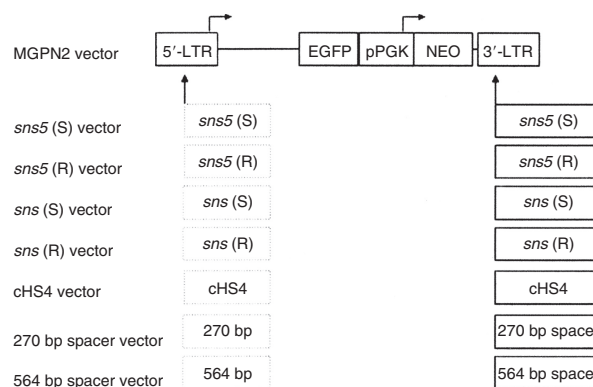 MGPN2 vector 5′-LTR EGFP pPGK NEO 3′-LTR
sns5 (S) vector sns5 (S) sns5 (S)
sns5 (R) vector sns5 (R) sns5 (R)
sns (S) vector sns (S) sns (S)
sns (R) vector sns (R) sns (R)
cHS4 vector cHS4 cHS4
270 bp spacer vector 270 bp 270 bp space
564 bp spacer vector 564 bp 564 bp space